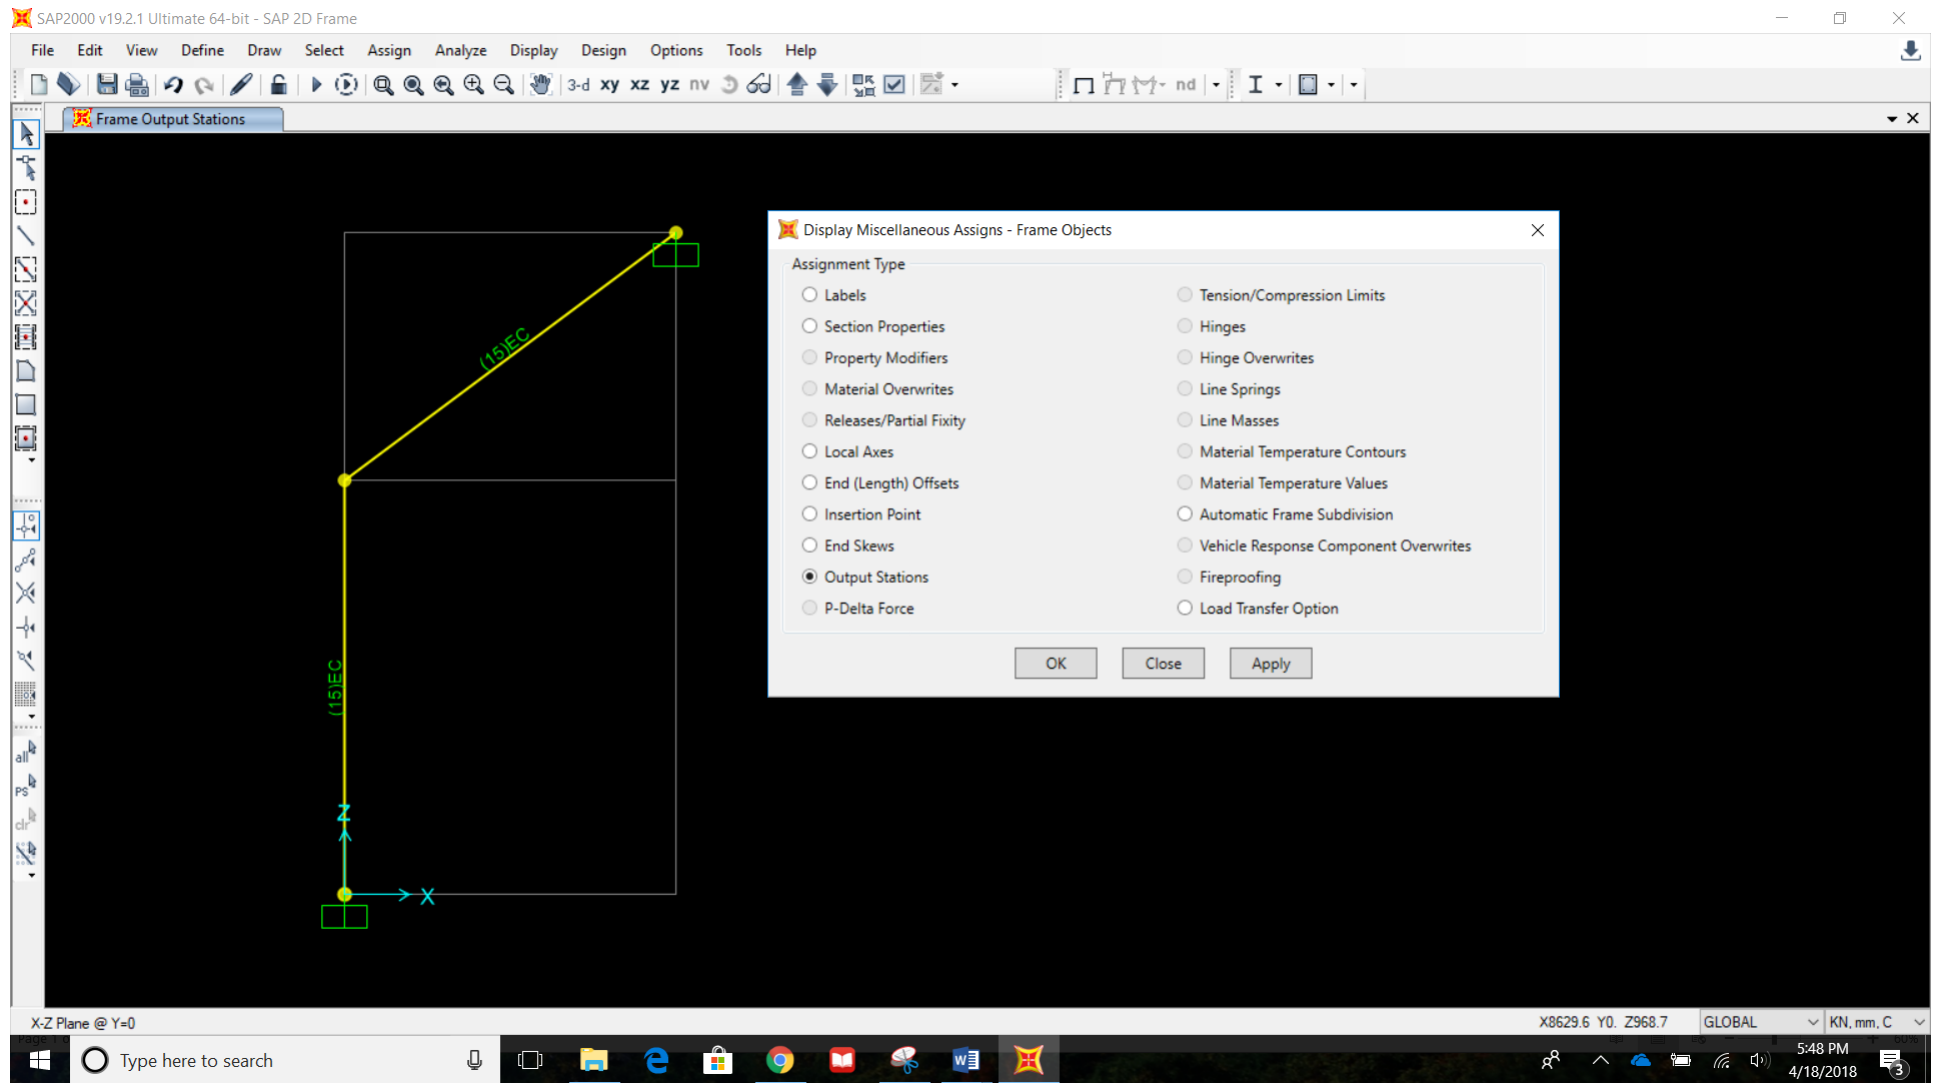 SAP2000 v19.2.1 Ultimate 64-bit - SAP 2D Frame
File Edit View Define Draw Select Assign Analyze Display Design Options Tools Help
3-d xy xz yz nv nd
Frame Output Stations
Display Miscellaneous Assigns - Frame Objects
Assignment Type
Labels
Section Properties
Property Modifiers
Material Overwrites
Releases/Partial Fixity
Local Axes
End (Length) Offsets
Insertion Point
End Skews
Output Stations
P-Delta Force
Tension/Compression Limits
Hinges
Hinge Overwrites
Line Springs
Line Masses
Material Temperature Contours
Material Temperature Values
Automatic Frame Subdivision
Vehicle Response Component Overwrites
Fireproofing
Load Transfer Option
OK Close Apply
(15)EC
(15)EC
Z
X
all
PS
clr
X-Z Plane @ Y=0
X8629.6 Y0. Z968.7
GLOBAL
KN, mm, C
Type here to search
5:48 PM
4/18/2018
3